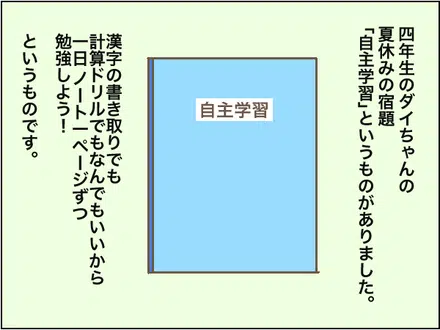 四年生のダイちゃんの
夏休みの宿題
「自主学習」というものがありました。
自主学習
漢字の書き取りでも
計算ドリルでもなんでもいいから
一日ノート一ページずつ
勉強しよう！
というものです。